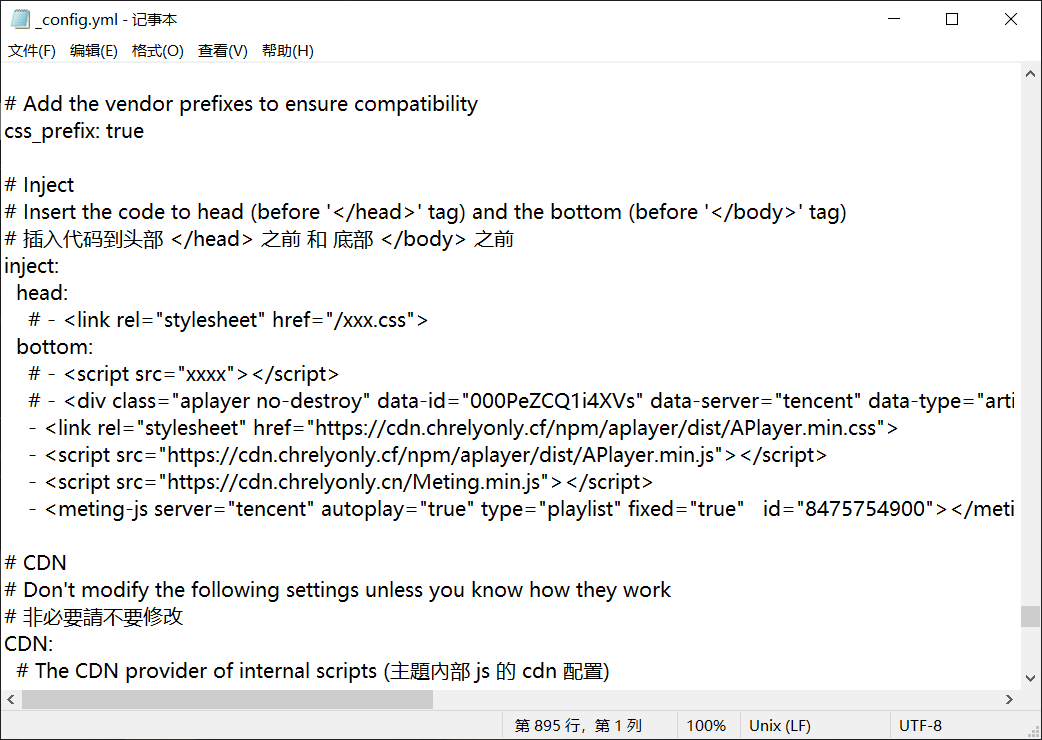 _config.yml - 记事本
文件(F) 编辑(E) 格式(O) 查看(V) 帮助(H)
# Add the vendor prefixes to ensure compatibility
css_prefix: true
# Inject
# Insert the code to head (before '</head>' tag) and the bottom (before '</body>' tag)
# 插入代码到头部 </head> 之前 和 底部 </body> 之前
inject:
  head:
    # - <link rel="stylesheet" href="/xxx.css">
  bottom:
    # - <script src="xxxx"></script>
    # - <div class="aplayer no-destroy" data-id="000PeZCQ1i4XVs" data-server="tencent" data-type="arti
    - <link rel="stylesheet" href="https://cdn.chrelyonly.cf/npm/aplayer/dist/APlayer.min.css">
    - <script src="https://cdn.chrelyonly.cf/npm/aplayer/dist/APlayer.min.js"></script>
    - <script src="https://cdn.chrelyonly.cn/Meting.min.js"></script>
    - <meting-js server="tencent" autoplay="true" type="playlist" fixed="true"   id="8475754900"></meti
# CDN
# Don't modify the following settings unless you know how they work
# 非必要請不要修改
CDN:
  # The CDN provider of internal scripts (主題內部 js 的 cdn 配置)
第 895 行，第 1 列 100% Unix (LF) UTF-8